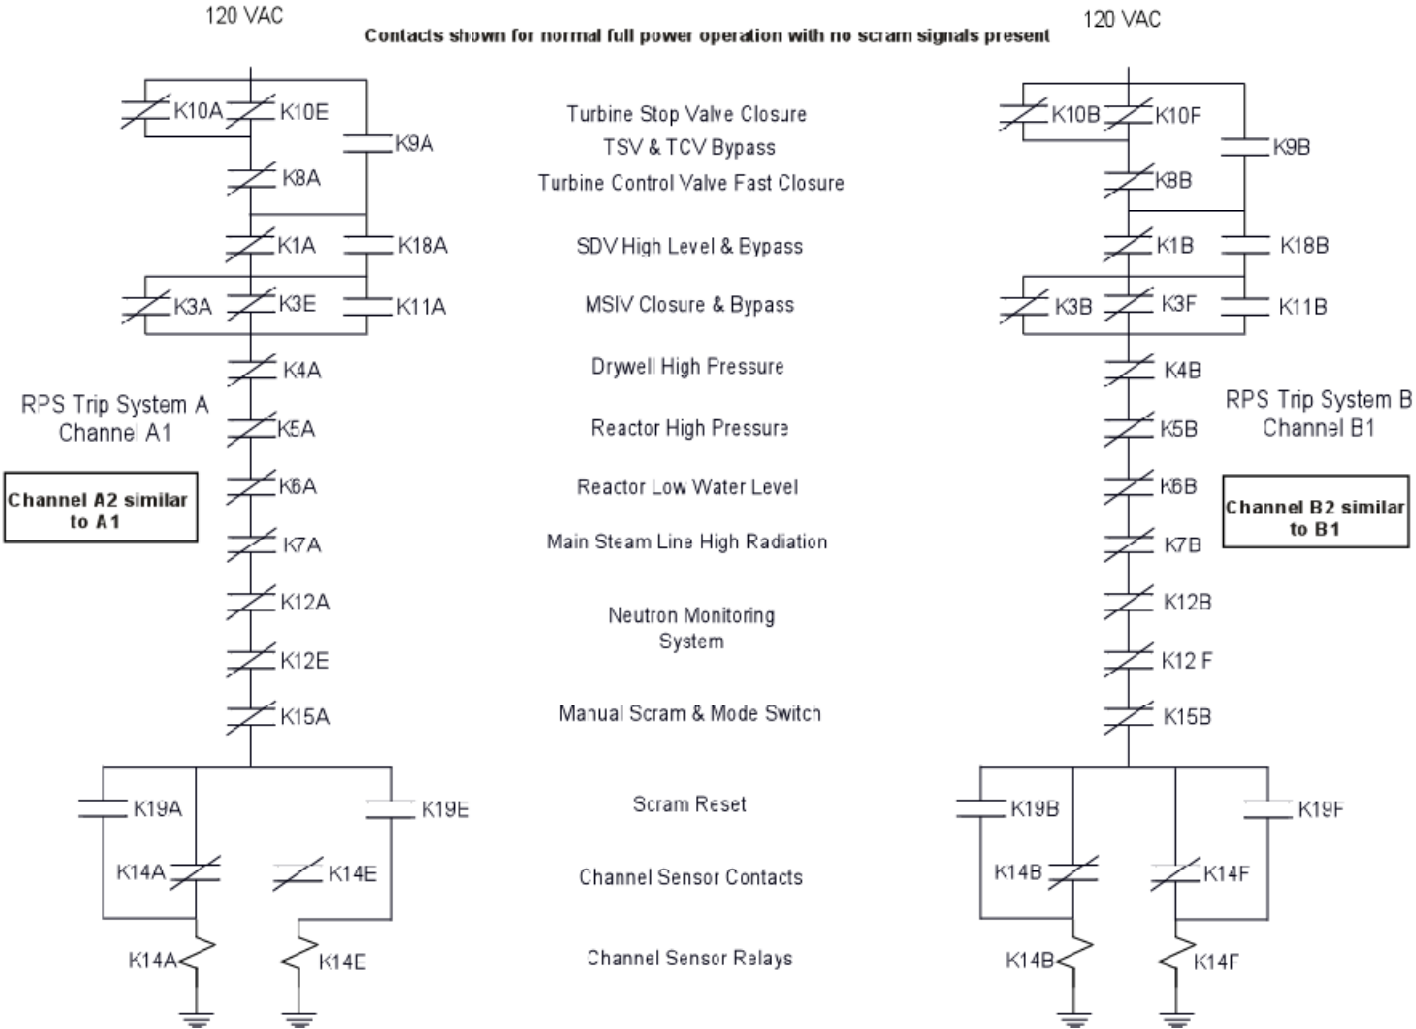 120 VAC
120 VAC
Contacts shown for normal full power operation with no scram signals present
K10A
K10E
Turbine Stop Valve Closure
K10B
K10F
K9A
TSV & TCV Bypass
K9B
K8A
Turbine Control Valve Fast Closure
K8B
K1A
K18A
SDV High Level & Bypass
K1B
K18B
K3A
K3E
K11A
MSIV Closure & Bypass
K3B
K3F
K11B
K4A
Drywell High Pressure
K4B
RPS Trip System A
Channel A1
RPS Trip System B
Channel B1
K5A
Reactor High Pressure
K5B
Channel A2 similar
to A1
K6A
Reactor Low Water Level
K6B
Channel B2 similar
to B1
K7A
Main Steam Line High Radiation
K7B
K12A
Neutron Monitoring
System
K12B
K12E
K12F
K15A
Manual Scram & Mode Switch
K15B
K19A
K19E
Scram Reset
K19B
K19F
K14A
K14E
Channel Sensor Contacts
K14B
K14F
K14A
K14E
Channel Sensor Relays
K14B
K14F